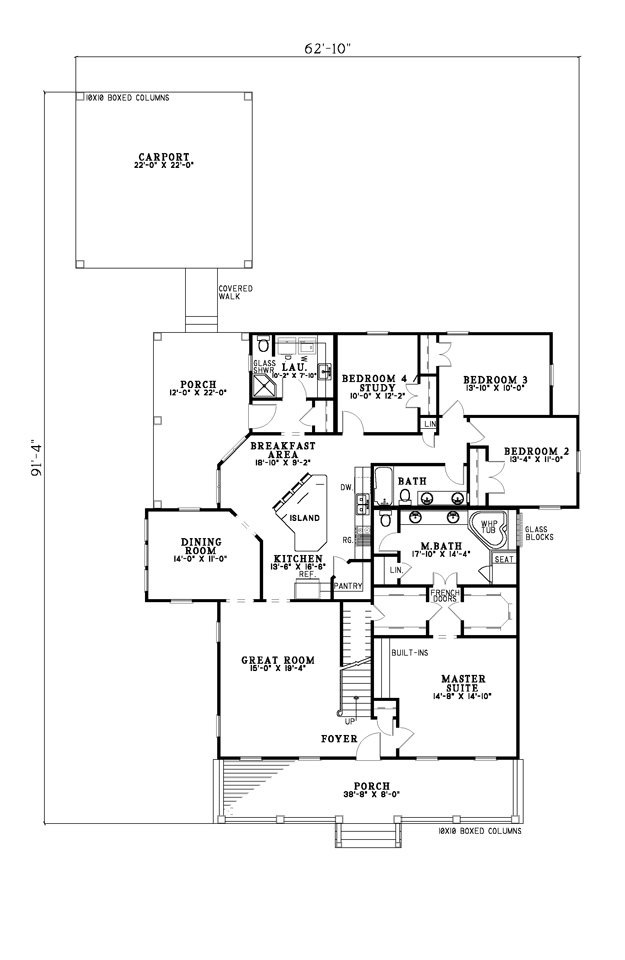 62'-10"
10X10 BOXED COLUMNS
CARPORT
22'-0" X 22'-0"
COVERED
WALK
91'-4"
PORCH
12'-0" X 22'-0"
GLASS
SHWR
D
W
LAU.
10'-2" X 7'-10"
BEDROOM 4 /
STUDY
10'-0" X 12'-2"
BEDROOM 3
13'-10" X 10'-0"
LIN
BREAKFAST
AREA
18'-10" X 9'-2"
BEDROOM 2
13'-4" X 11'-0"
BATH
DW.
ISLAND
RG.
DINING
ROOM
14'-0" X 11'-0"
KITCHEN
13'-6" X 16'-6"
REF.
PANTRY
WHP
TUB
GLASS
BLOCKS
M.BATH
17'-10" X 14'-4"
SEAT
LIN.
FRENCH
DOORS
GREAT ROOM
15'-0" X 19'-4"
BUILT-INS
MASTER
SUITE
14'-8" X 14'-10"
UP
FOYER
PORCH
38'-8" X 8'-0"
10X10 BOXED COLUMNS